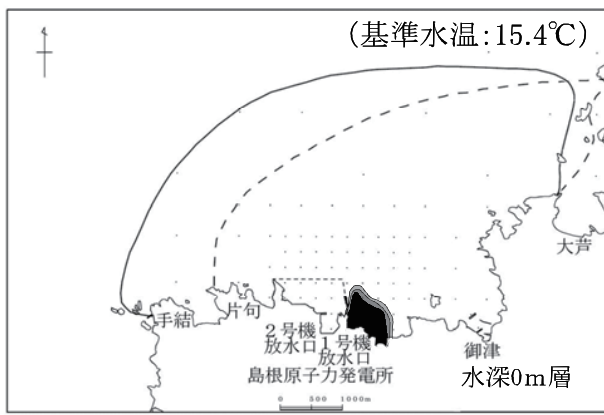 (基準水温:15.4℃)
大芦
手結
片句
2号機
放水口
1号機
放水口
御津
島根原子力発電所
水深0m層
0 500 1000m